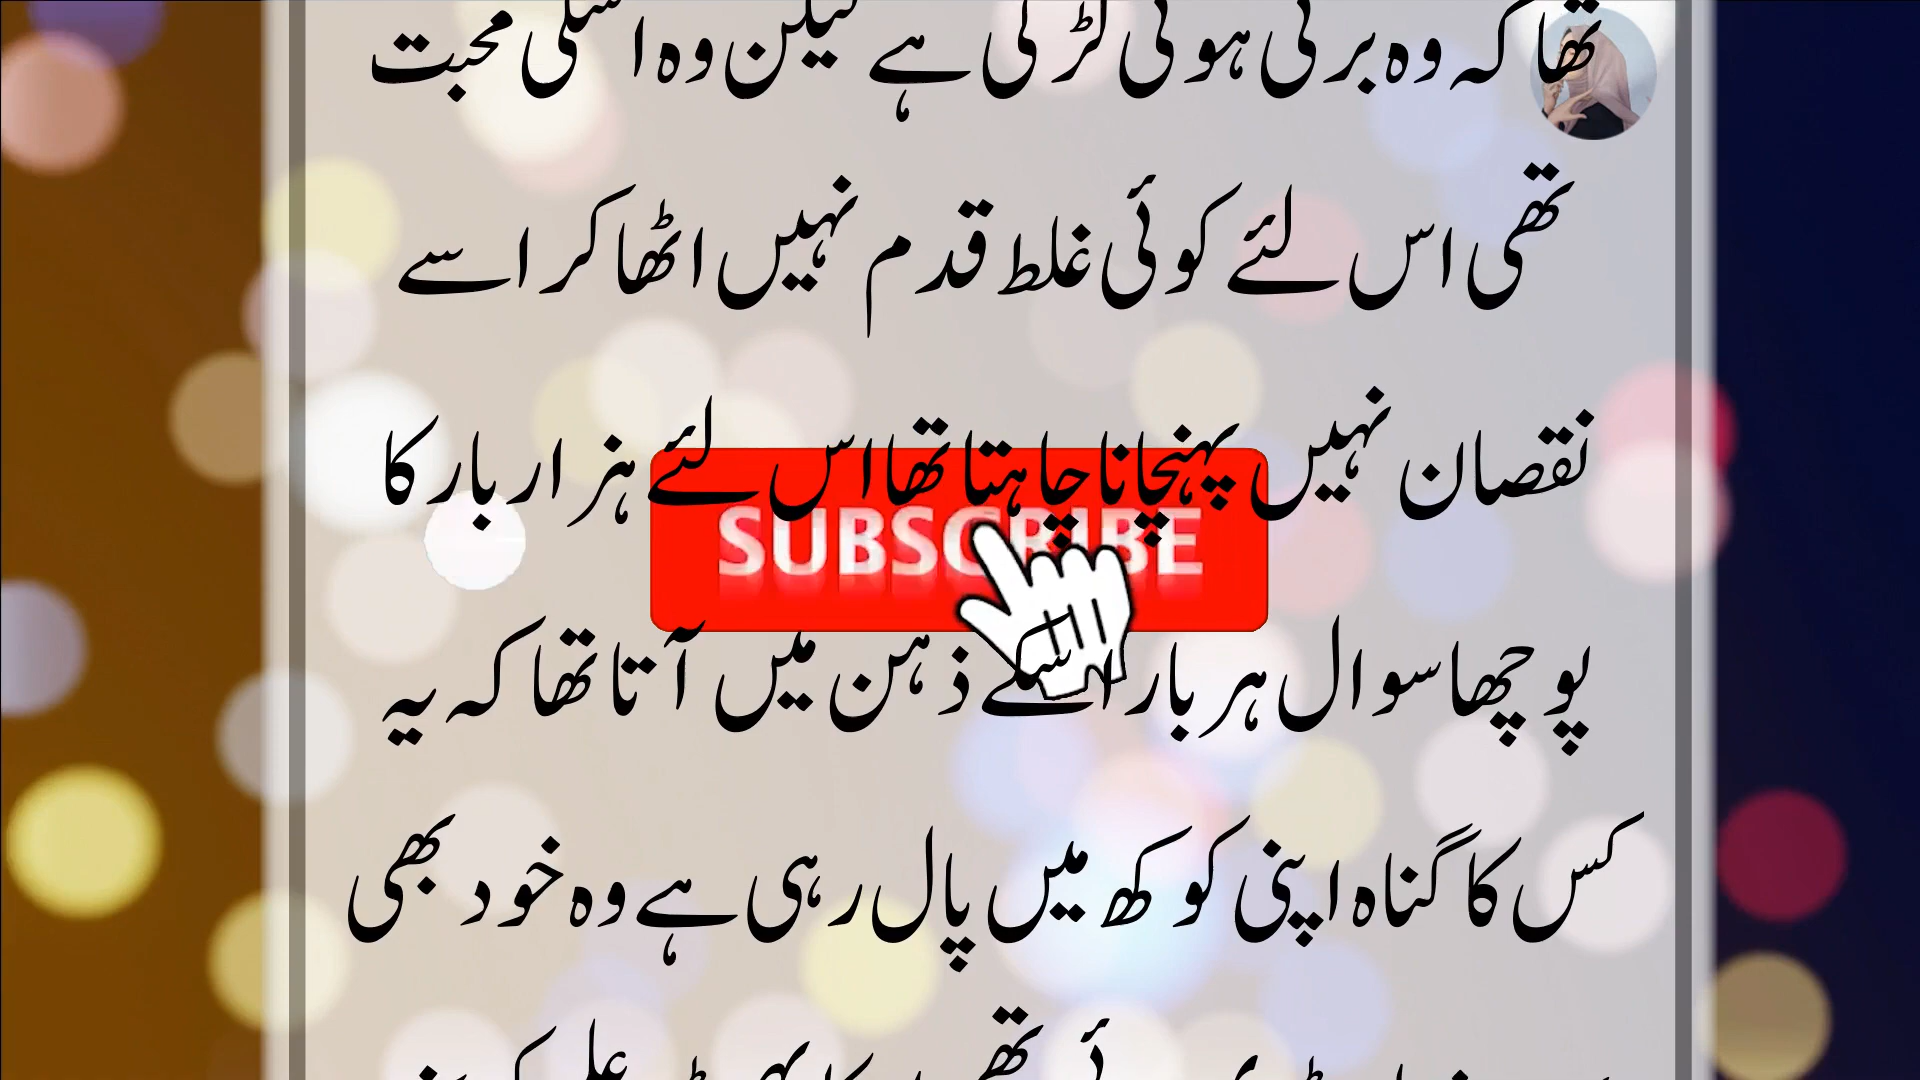 تھا کہ وہ برتی ہوئی لڑکی ہے لیکن وہ اسکی محبت
تھی اس لئے کوئی غلط قدم نہیں اٹھا کر اسے
نقصان نہیں پہنچانا چاہتا تھا اس لئے ہزار بار کا
SUBSCRIBE
پوچھا سوال ہر بار اسکے ذہن میں آتا تھا کہ یہ
کس کا گناہ اپنی کوکھ میں پال رہی ہے وہ خود بھی